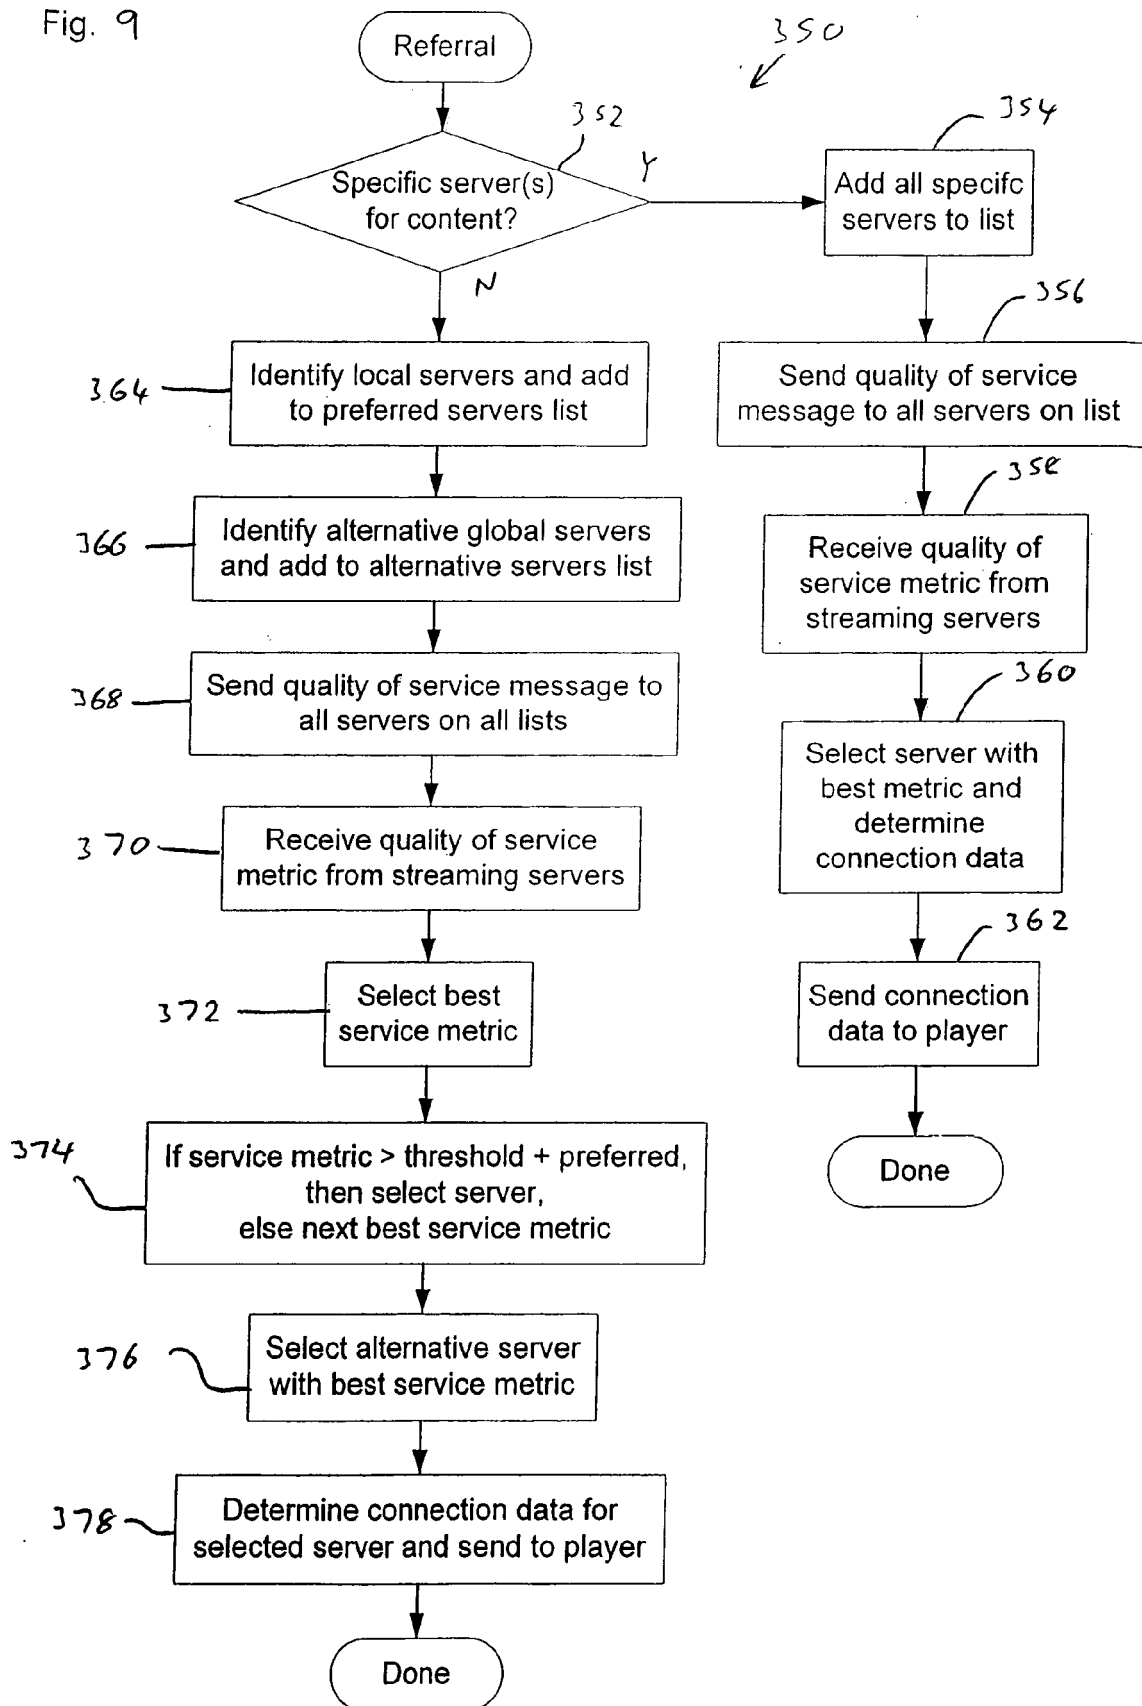 Fig. 9
Referral
350
352
Specific server(s)
for content?
Y
N
354
Add all specifc
servers to list
356
Send quality of service
message to all servers on list
358
Receive quality of
service metric from
streaming servers
360
Select server with
best metric and
determine
connection data
362
Send connection
data to player
Done
364
Identify local servers and add
to preferred servers list
366
Identify alternative global servers
and add to alternative servers list
368
Send quality of service message to
all servers on all lists
370
Receive quality of service
metric from streaming servers
372
Select best
service metric
374
If service metric > threshold + preferred,
then select server,
else next best service metric
376
Select alternative server
with best service metric
378
Determine connection data for
selected server and send to player
Done